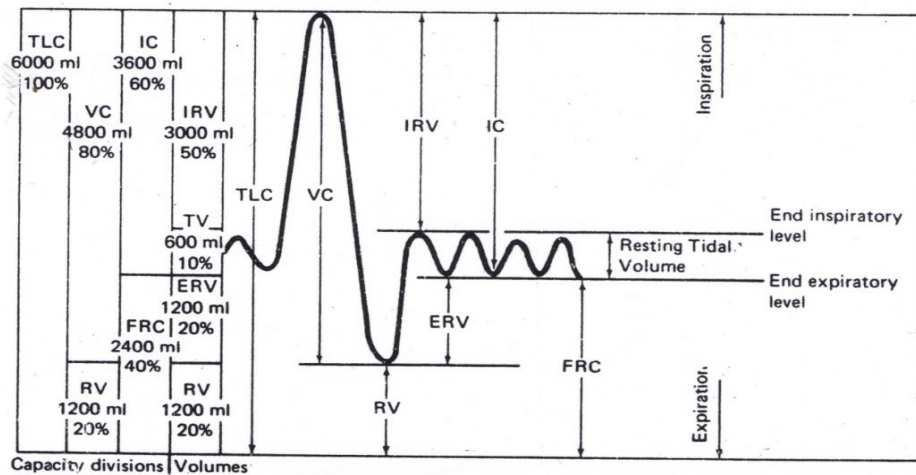 TLC
6000 ml
100%
VC
4800 ml
80%
RV
1200 ml
20%
IC
3600 ml
60%
FRC
2400 ml
40%
IRV
3000 ml
50%
TV
600 ml
10%
ERV
1200 ml
20%
RV
1200 ml
20%
Capacity divisions
Volumes
TLC
VC
RV
IRV
ERV
IC
FRC
Resting Tidal
Volume
End inspiratory
level
End expiratory
level
Inspiration
Expiration